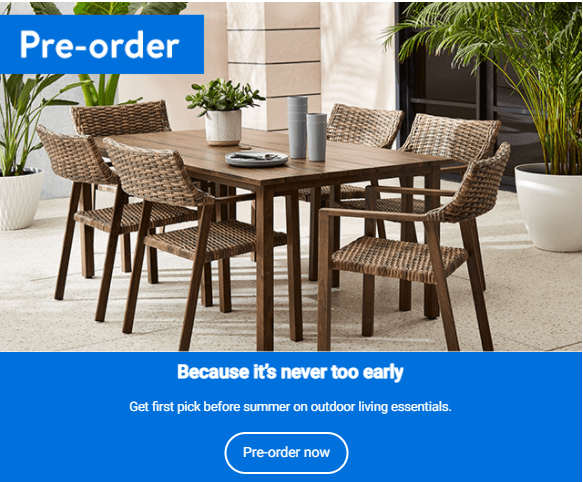 Pre-order
Because it's never too early
Get first pick before summer on outdoor living essentials.
Pre-order now